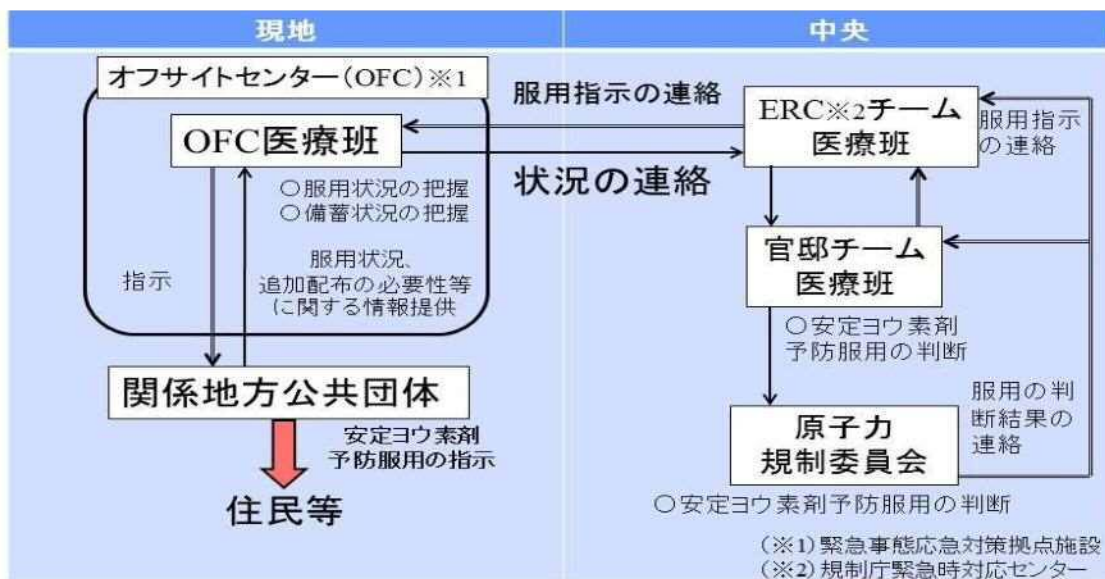 現地
中央
オフサイトセンター(OFC)※1
OFC医療班
○服用状況の把握
○備蓄状況の把握
服用状況、
追加配布の必要性等
に関する情報提供
指示
関係地方公共団体
安定ヨウ素剤
予防服用の指示
住民等
服用指示の連絡
状況の連絡
ERC※2チーム
医療班
服用指示
の連絡
官邸チーム
医療班
○安定ヨウ素剤
予防服用の判断
服用の判
断結果の
連絡
原子力
規制委員会
○安定ヨウ素剤予防服用の判断
(※1)緊急事態応急対策拠点施設
(※2)規制庁緊急時対応センター